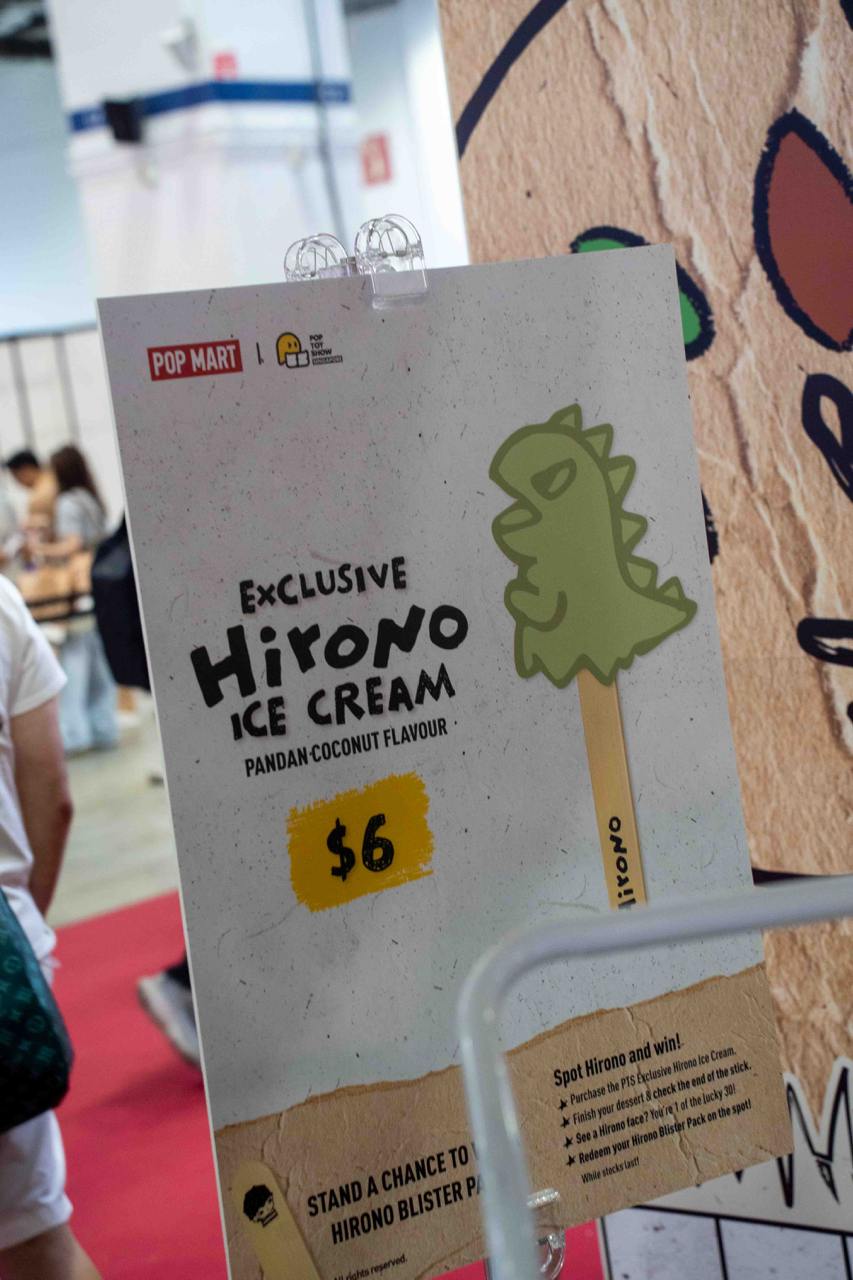 POP MART
POP
TOY
SHOW
SINGAPORE
EXCLUSIVE
HiroNO
ICE CREAM
PANDAN-COCONUT FLAVOUR
$6
HiroNO
Spot Hirono and win!
Purchase the PTS Exclusive Hirono Ice Cream.
Finish your dessert & check the end of the stick.
See a Hirono face? You're 1 of the lucky 30!
Redeem your Hirono Blister Pack on the spot!
While stocks last!
STAND A CHANCE TO
HIRONO BLISTER
All rights reserved.